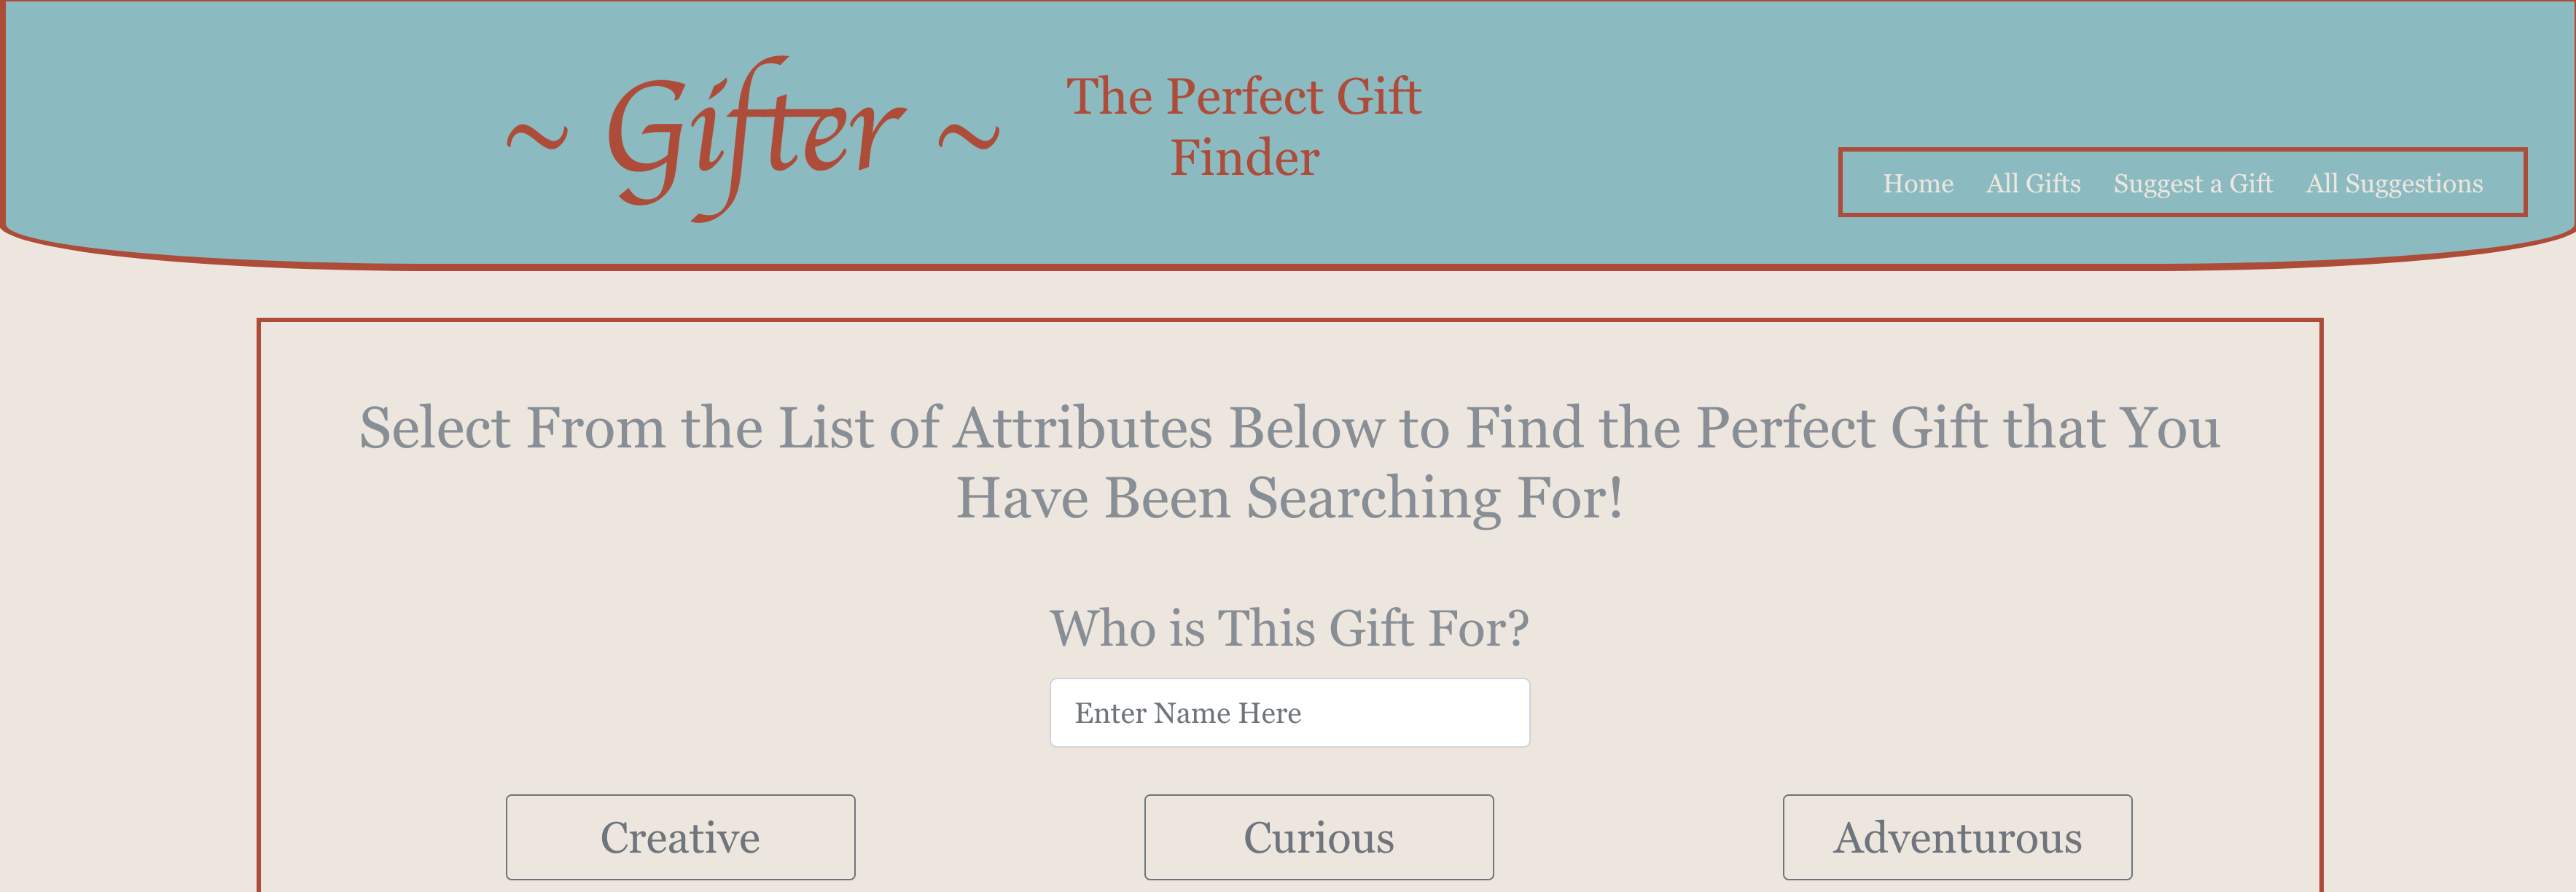 ~ Gifter ~
The Perfect Gift
Finder
Home All Gifts Suggest a Gift All Suggestions
Select From the List of Attributes Below to Find the Perfect Gift that You
Have Been Searching For!
Who is This Gift For?
Enter Name Here
Creative Curious Adventurous